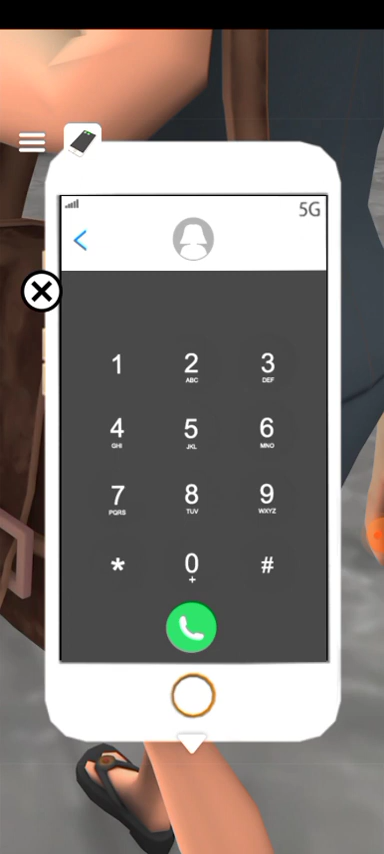 5G
1 2 3
ABC DEF
4 5 6
GHI JKL MNO
7 8 9
PQRS TUV WXYZ
* 0 #
+